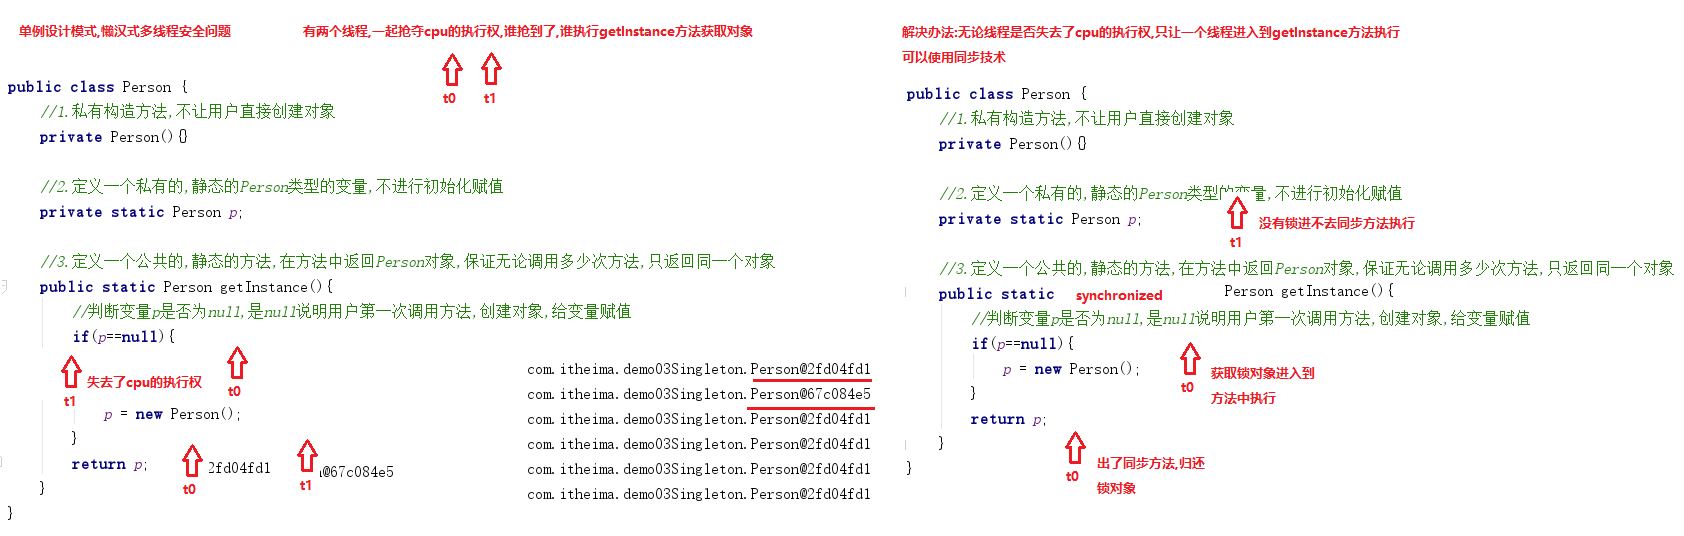 单例设计模式,懒汉式多线程安全问题
有两个线程,一起抢夺cpu的执行权,谁抢到了,谁执行getInstance方法获取对象
t0
t1
public class Person {
//1.私有构造方法,不让用户直接创建对象
private Person(){}
//2.定义一个私有的,静态的Person类型的变量,不进行初始化赋值
private static Person p;
//3.定义一个公共的,静态的方法,在方法中返回Person对象,保证无论调用多少次方法,只返回同一个对象
public static Person getInstance(){
//判断变量p是否为null,是null说明用户第一次调用方法,创建对象,给变量赋值
if(p==null){
t1
失去了cpu的执行权
t0
p = new Person();
}
return p;
t0
2fd04fd1
t1
@67c084e5
}
}
com.itheima.demo03Singleton.Person@2fd04fd1
com.itheima.demo03Singleton.Person@67c084e5
com.itheima.demo03Singleton.Person@2fd04fd1
com.itheima.demo03Singleton.Person@2fd04fd1
com.itheima.demo03Singleton.Person@2fd04fd1
com.itheima.demo03Singleton.Person@2fd04fd1
解决办法:无论线程是否失去了cpu的执行权,只让一个线程进入到getInstance方法执行
可以使用同步技术
public class Person {
//1.私有构造方法,不让用户直接创建对象
private Person(){}
//2.定义一个私有的,静态的Person类型的变量,不进行初始化赋值
private static Person p;
t1
没有锁进不去同步方法执行
//3.定义一个公共的,静态的方法,在方法中返回Person对象,保证无论调用多少次方法,只返回同一个对象
public static synchronized Person getInstance(){
//判断变量p是否为null,是null说明用户第一次调用方法,创建对象,给变量赋值
if(p==null){
p = new Person();
t0
获取锁对象进入到
方法中执行
}
return p;
}
t0
出了同步方法,归还
锁对象
}